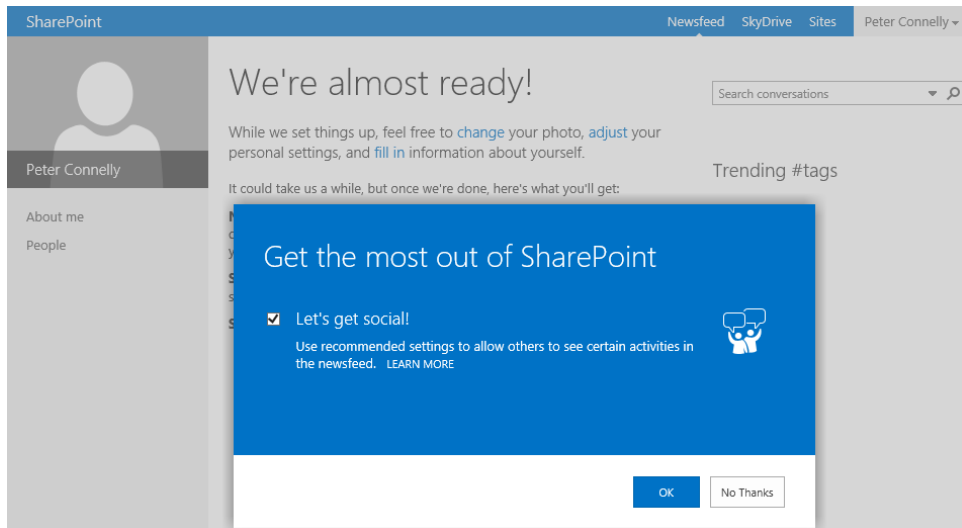 SharePoint
Newsfeed SkyDrive Sites Peter Connelly
We're almost ready!
Search conversations
While we set things up, feel free to change your photo, adjust your
personal settings, and fill in information about yourself.
Peter Connelly
Trending #tags
It could take us a while, but once we're done, here's what you'll get:
About me
People
Get the most out of SharePoint
Let's get social!
Use recommended settings to allow others to see certain activities in
the newsfeed. LEARN MORE
OK
No Thanks